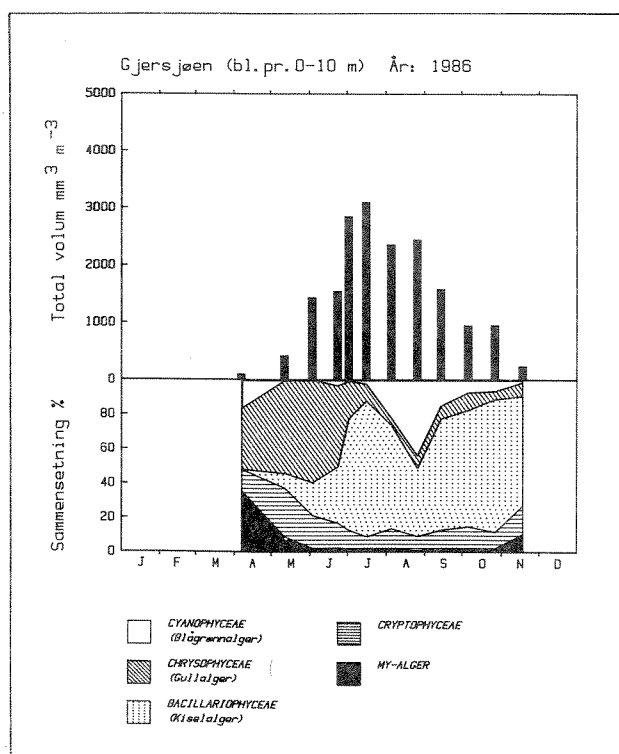 Gjersjøen (bl.pr.0-10 m) År: 1986
Total volum mm³ m⁻³
5000
4000
3000
2000
1000
0
Sammensetning %
80
60
40
20
0
J F M A M J J A S O N D
CYANOPHYCEAE
(Blågrønnalger)
CHRYSOPHYCEAE
(Gullalger)
BACILLARIOPHYCEAE
(Kiselalger)
CRYPTOPHYCEAE
MY-ALGER